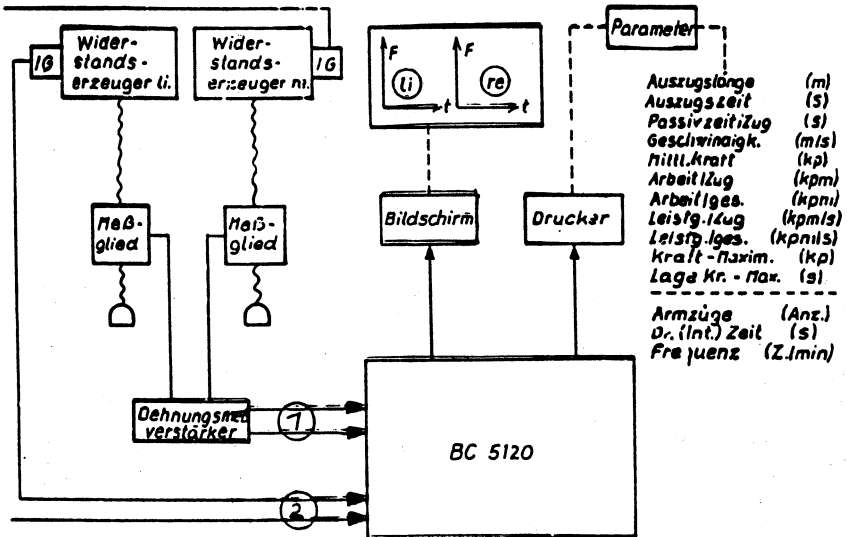 IG
Wider-
stands-
erzeuger li.
Wider-
stands-
erzeuger re.
IG
F
li
t
F
re
t
Parameter
Auszugslänge (m)
Auszugszeit (s)
Passivzeit/Zug (s)
Geschwindigk. (m/s)
Mittl.kraft (kp)
Arbeit/Zug (kpm)
Arbeit/ges. (kpm)
Leistg./Zug (kpm/s)
Leistg./ges. (kpm/s)
Kraft-Maxim. (kp)
Lage Kr.-Max. (s)
Armzüge (Anz.)
Dr.(Int.) Zeit (s)
Frequenz (Z./min)
Meß-
glied
Meß-
glied
Bildschirm
Drucker
Dehnungsmeß
verstärker
1
BC 5120
2